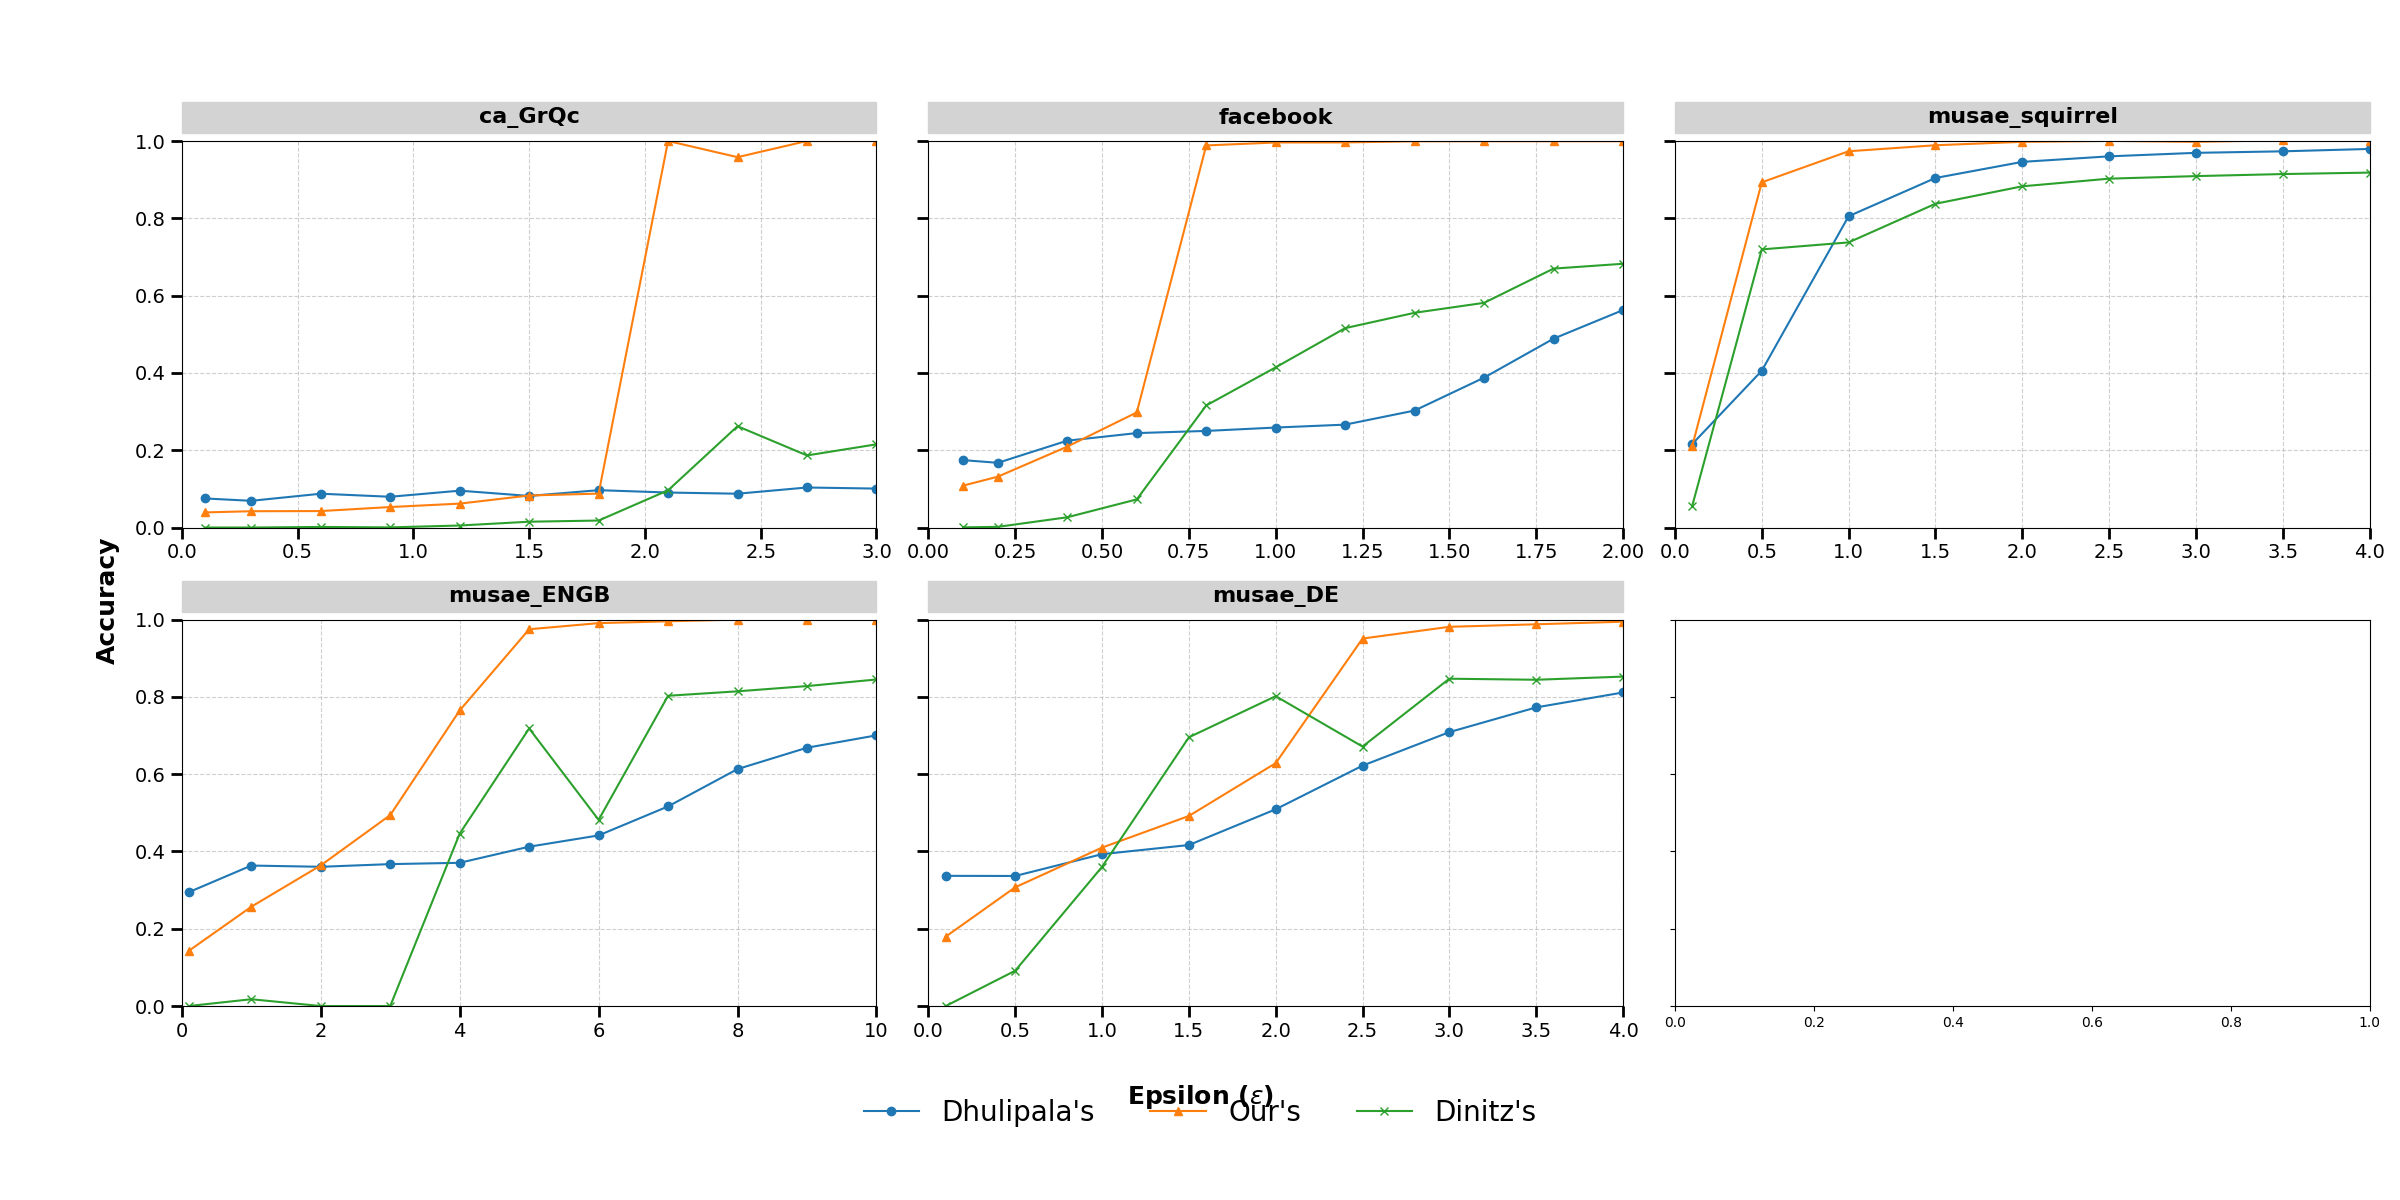 ca_GrQc
facebook
musae_squirrel
1.0
0.8
0.6
0.4
0.2
0.0
0.0 0.5 1.0 1.5 2.0 2.5 3.0
0.00 0.25 0.50 0.75 1.00 1.25 1.50 1.75 2.00
0.0 0.5 1.0 1.5 2.0 2.5 3.0 3.5 4.0
Accuracy
musae_ENGB
musae_DE
1.0
0.8
0.6
0.4
0.2
0.0
0 2 4 6 8 10
0.0 0.5 1.0 1.5 2.0 2.5 3.0 3.5 4.0
0.0 0.2 0.4 0.6 0.8 1.0
Epsilon (ε)
Dhulipala's Our's Dinitz's